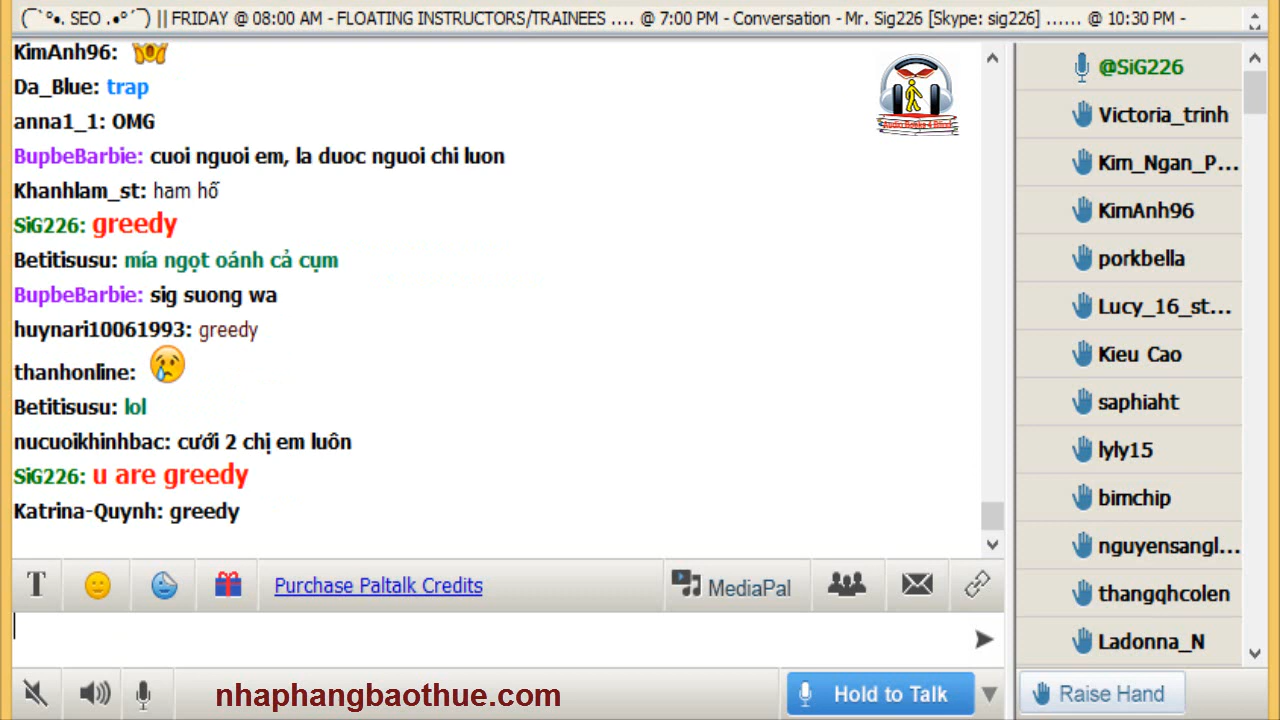 (¯`°•. SEO .•°´¯) || FRIDAY @ 08:00 AM - FLOATING INSTRUCTORS/TRAINEES .... @ 7:00 PM - Conversation - Mr. Sig226 [Skype: sig226] ...... @ 10:30 PM -
KimAnh96:
Da_Blue: trap
anna1_1: OMG
BupbeBarbie: cuoi nguoi em, la duoc nguoi chi luon
Khanhlam_st: ham hố
SiG226: greedy
Betitisusu: mía ngọt oánh cả cụm
BupbeBarbie: sig suong wa
huynari10061993: greedy
thanhonline:
Betitisusu: lol
nucuoikhinhbac: cưới 2 chị em luôn
SiG226: u are greedy
Katrina-Quynh: greedy
@SiG226
Victoria_trinh
Kim_Ngan_P...
KimAnh96
porkbella
Lucy_16_st...
Kieu Cao
saphiaht
lyly15
bimchip
nguyensangl...
thangqhcolen
Ladonna_N
T
Purchase Paltalk Credits
MediaPal
nhaphangbaothue.com
Hold to Talk
Raise Hand